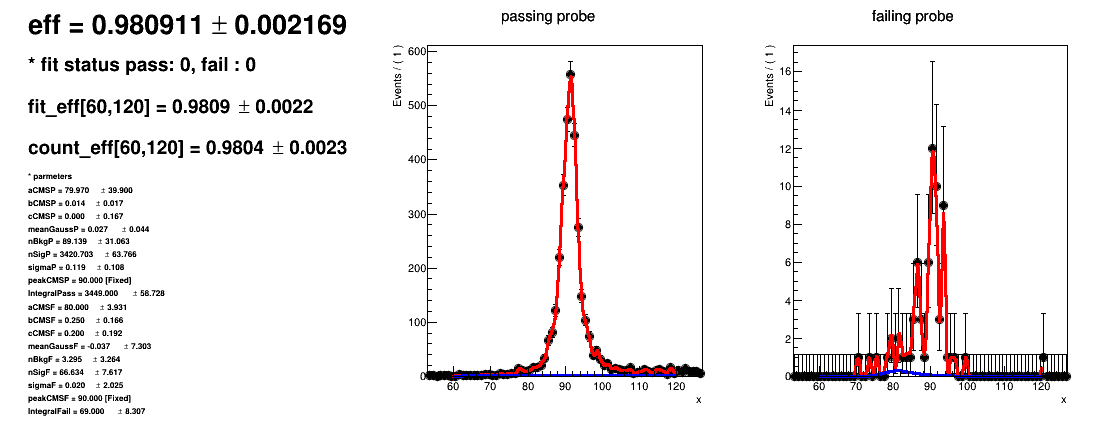 eff = 0.980911 ± 0.002169
* fit status pass: 0, fail : 0
fit_eff[60,120] = 0.9809 ± 0.0022
count_eff[60,120] = 0.9804 ± 0.0023
* parmeters
aCMSP = 79.970 ± 39.900
bCMSP = 0.014 ± 0.017
cCMSP = 0.000 ± 0.167
meanGaussP = 0.027 ± 0.044
nBkgP = 89.139 ± 31.063
nSigP = 3420.703 ± 63.766
sigmaP = 0.119 ± 0.108
peakCMSP = 90.000 [Fixed]
IntegralPass = 3449.000 ± 58.728
aCMSF = 80.000 ± 3.931
bCMSF = 0.250 ± 0.166
cCMSF = 0.200 ± 0.192
meanGaussF = -0.037 ± 7.303
nBkgF = 3.295 ± 3.264
nSigF = 66.634 ± 7.617
sigmaF = 0.020 ± 2.025
peakCMSF = 90.000 [Fixed]
IntegralFail = 69.000 ± 8.307
passing probe
Events / ( 1 )
600
500
400
300
200
100
0
60 70 80 90 100 110 120
x
failing probe
Events / ( 1 )
16
14
12
10
8
6
4
2
0
60 70 80 90 100 110 120
x